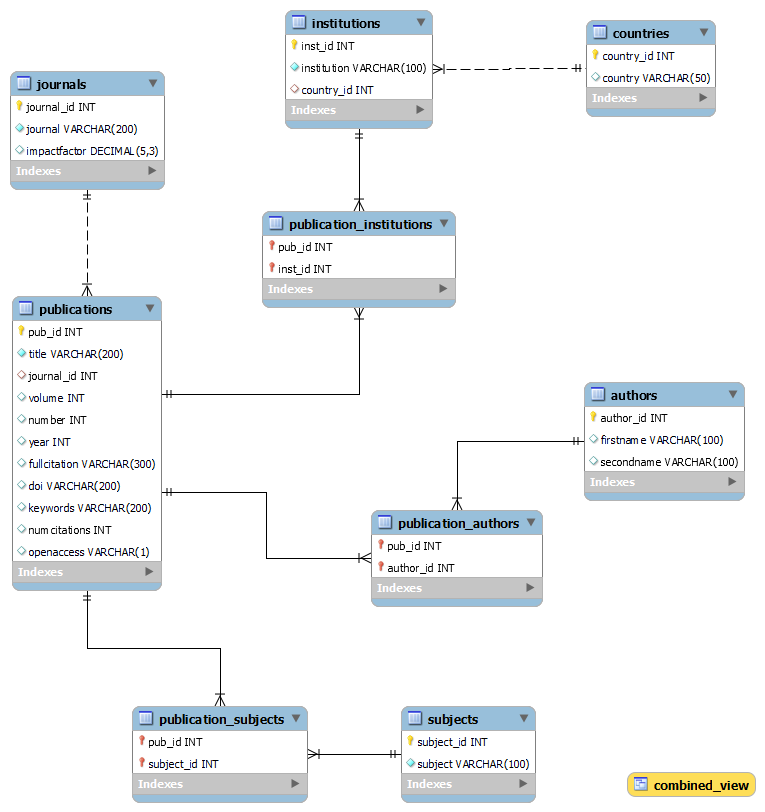 institutions
inst_id INT
institution VARCHAR(100)
country_id INT
Indexes
countries
country_id INT
country VARCHAR(50)
Indexes
journals
journal_id INT
journal VARCHAR(200)
impactfactor DECIMAL(5,3)
Indexes
publication_institutions
pub_id INT
inst_id INT
Indexes
publications
pub_id INT
title VARCHAR(200)
journal_id INT
volume INT
number INT
year INT
fullcitation VARCHAR(300)
doi VARCHAR(200)
keywords VARCHAR(200)
numcitations INT
openaccess VARCHAR(1)
Indexes
authors
author_id INT
firstname VARCHAR(100)
secondname VARCHAR(100)
Indexes
publication_authors
pub_id INT
author_id INT
Indexes
publication_subjects
pub_id INT
subject_id INT
Indexes
subjects
subject_id INT
subject VARCHAR(100)
Indexes
combined_view